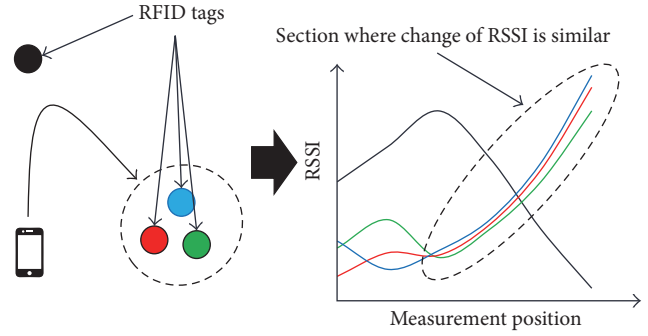 RFID tags
Section where change of RSSI is similar
RSSI
Measurement position